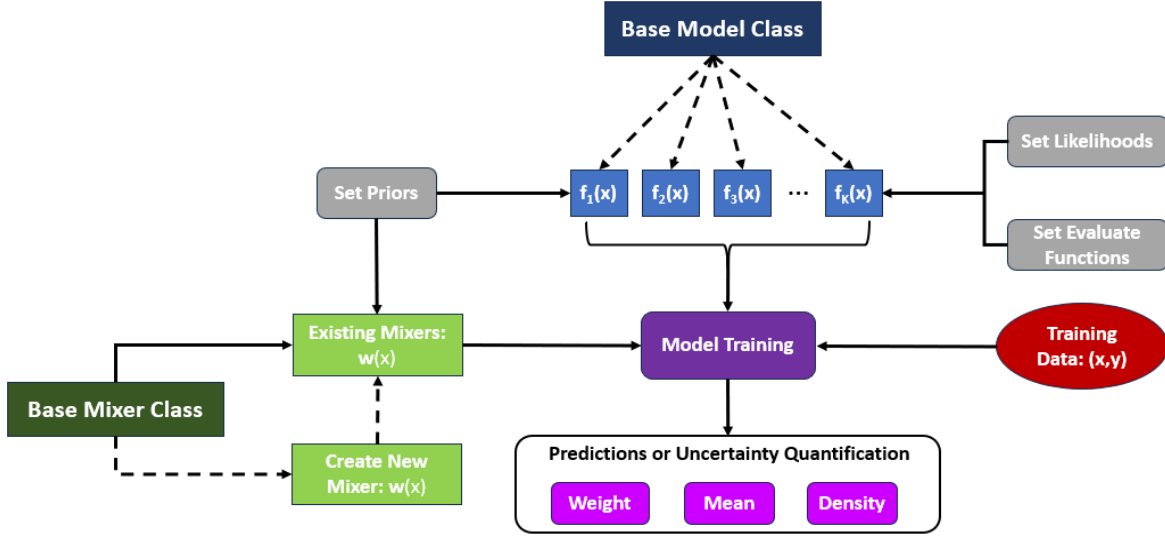 Base Model Class
Set Likelihoods
Set Priors
f₁(x)
f₂(x)
f₃(x)
...
fₖ(x)
Set Evaluate
Functions
Existing Mixers:
w(x)
Model Training
Training
Data: (x,y)
Base Mixer Class
Create New
Mixer: w(x)
Predictions or Uncertainty Quantification
Weight
Mean
Density